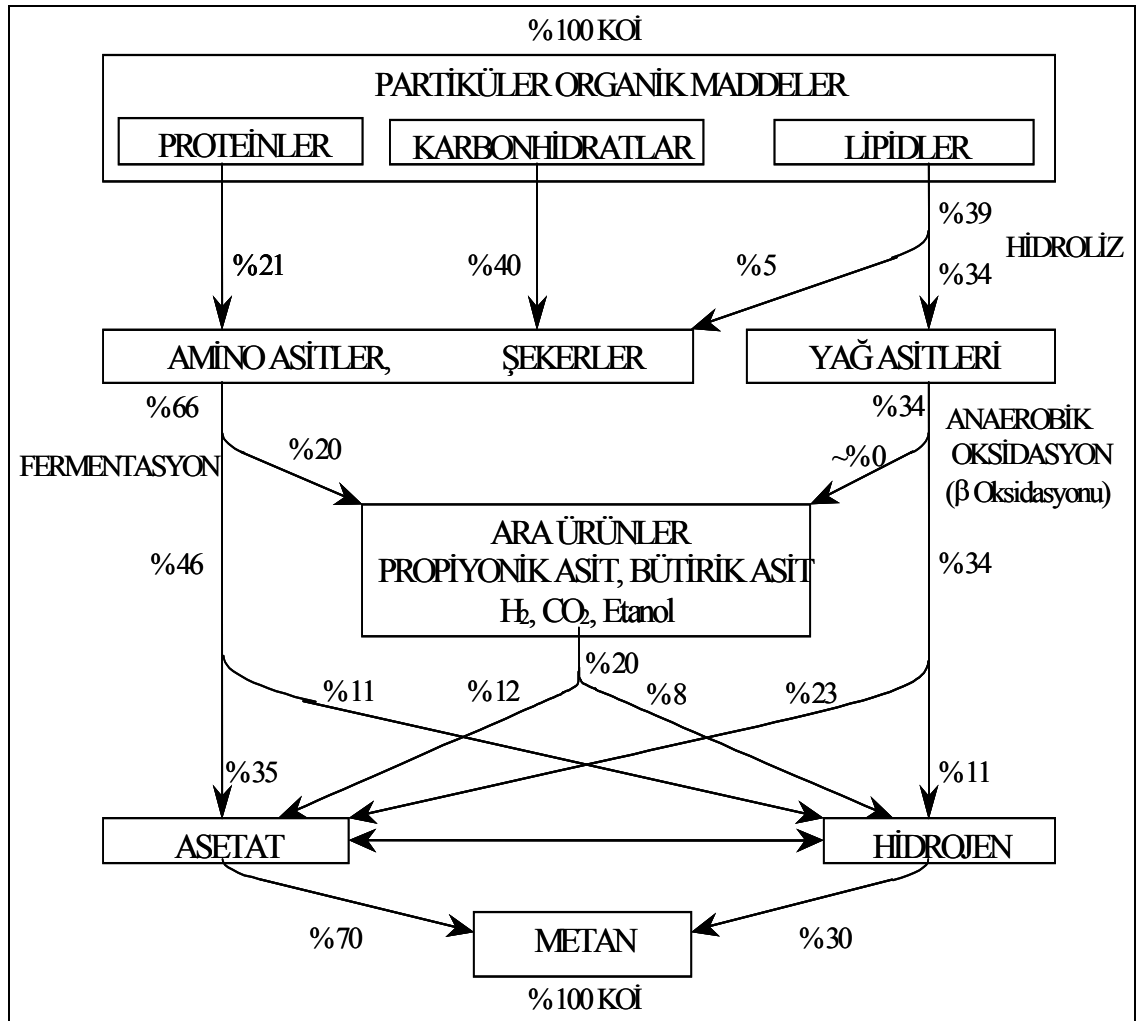 %100 KOİ
PARTİKÜLER ORGANİK MADDELER
PROTEİNLER
KARBONHİDRATLAR
LİPİDLER
%39
HİDROLİZ
%21
%40
%5
%34
AMİNO ASİTLER,
ŞEKERLER
YAĞ ASİTLERİ
%66
%34
ANAEROBİK
OKSİDASYON
(β Oksidasyonu)
FERMENTASYON
%20
~%0
ARA ÜRÜNLER
PROPİYONİK ASİT, BÜTİRİK ASİT
H₂, CO₂, Etanol
%46
%34
%20
%11
%12
%8
%23
%35
%11
ASETAT
HİDROJEN
%70
METAN
%30
%100 KOİ